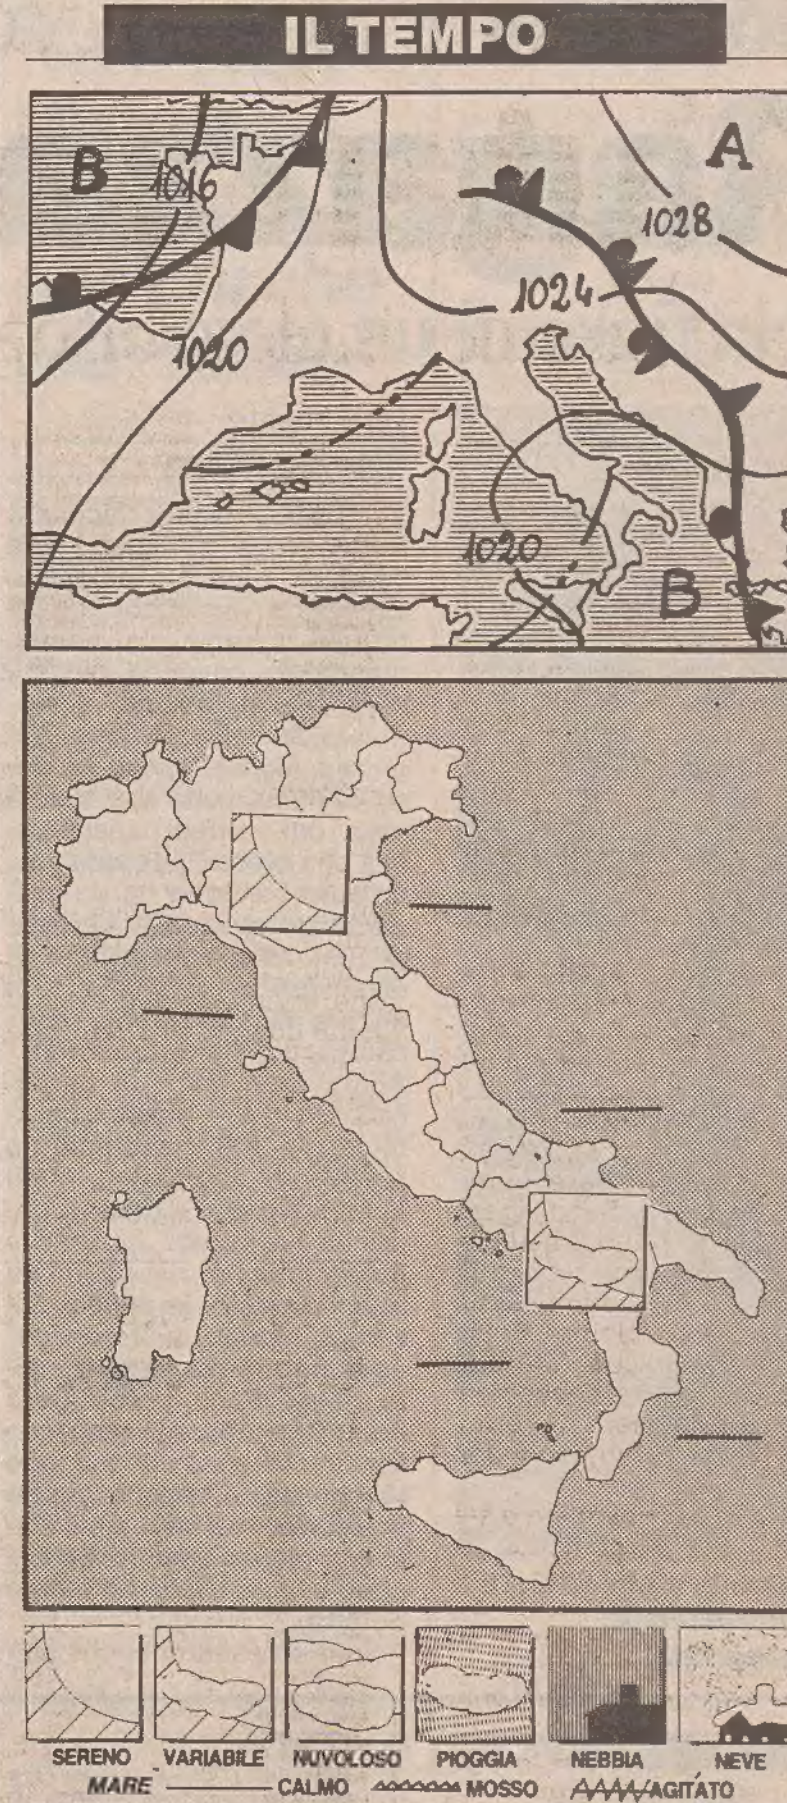 IL TEMPO
B
1016
A
1028
1024
1020
1020
B
SERENO VARIABILE NUVOLOSO PIOGGIA NEBBIA NEVE
MARE CALMO MOSSO AGITATO